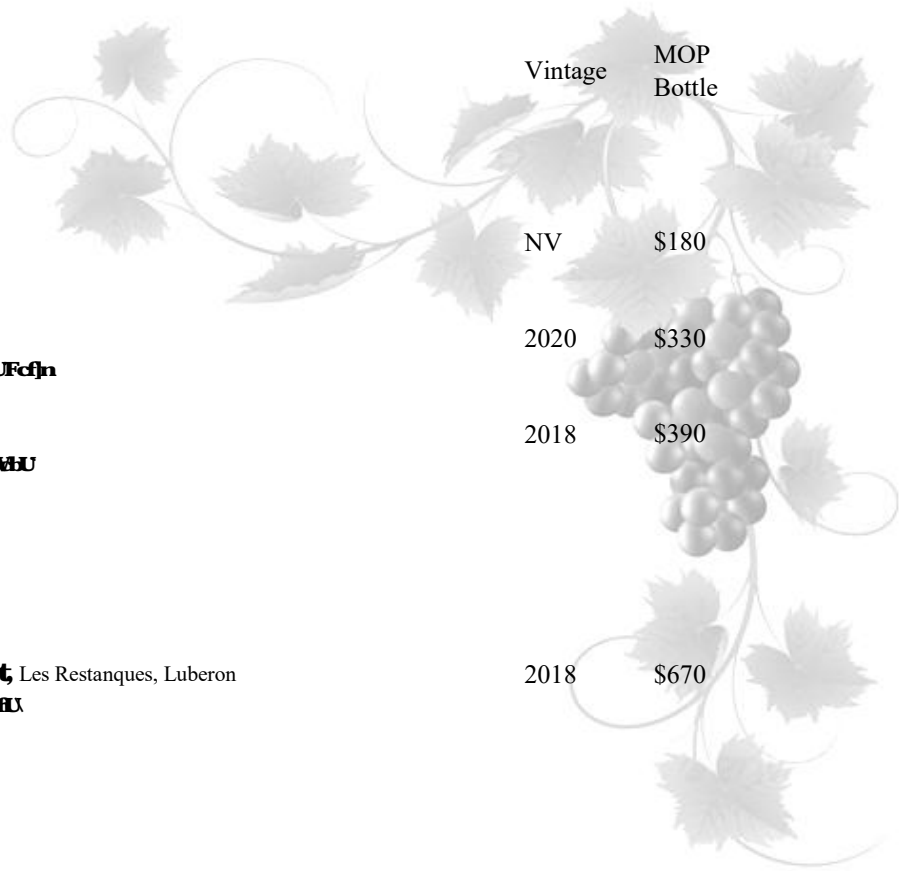 Vintage MOP
Bottle
NV $180
2020 $330
2018 $390
Les Restanques, Luberon 2018 $670